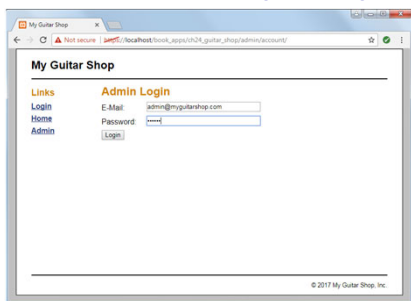 My Guitar Shop
Not secure | https://localhost/book_apps/ch24_guitar_shop/admin/account/
My Guitar Shop
Links
Login
Home
Admin
Admin Login
E-Mail: admin@myguitarshop.com
Password: ••••••
Login
© 2017 My Guitar Shop, Inc.